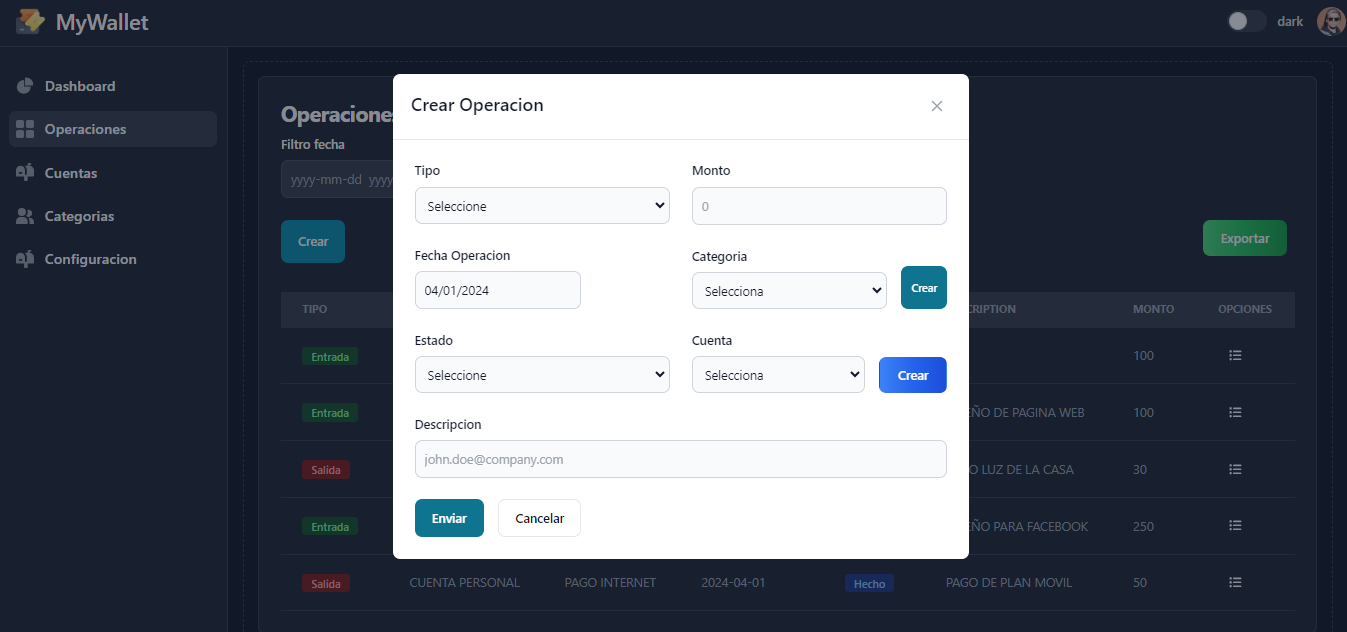 MyWallet
dark
Dashboard
Operaciones
Cuentas
Categorias
Configuracion
Operaciones
Filtro fecha
yyyy-mm-dd yyyy
Crear
Exportar
Crear Operacion
Tipo
Monto
Seleccione
0
Fecha Operacion
Categoria
04/01/2024
Selecciona
Crear
Estado
Cuenta
Seleccione
Selecciona
Crear
Descripcion
john.doe@company.com
Enviar
Cancelar
TIPO
CRIPTION
MONTO
OPCIONES
Entrada
100
Entrada
EÑO DE PAGINA WEB
100
Salida
O LUZ DE LA CASA
30
Entrada
EÑO PARA FACEBOOK
250
Salida
CUENTA PERSONAL
PAGO INTERNET
2024-04-01
Hecho
PAGO DE PLAN MOVIL
50